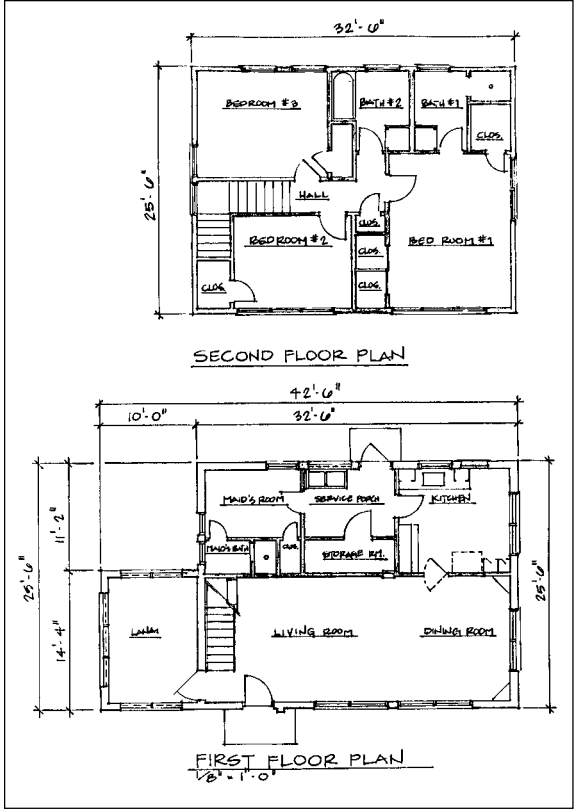 32'-6"
BEDROOM #3
BATH #2
BATH #1
CLOS.
25'-6"
HALL
CLOS.
BEDROOM #2
CLOS.
BED ROOM #1
CLOS.
CLOS.
SECOND FLOOR PLAN
42'-6"
10'-0"
32'-6"
MAID'S ROOM
SERVICE PORCH
KITCHEN
11'-2"
MAID'S BATH
CLOS.
STORAGE RM.
25'-6"
25'-6"
14'-4"
LANAI
LIVING ROOM
DINING ROOM
FIRST FLOOR PLAN
1/8" = 1'-0"